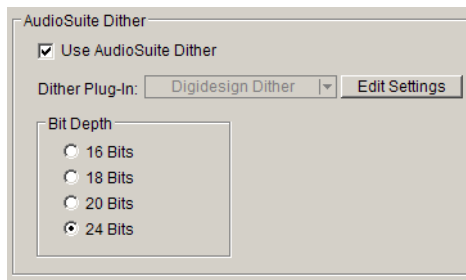 AudioSuite Dither
Use AudioSuite Dither
Dither Plug-In: Digidesign Dither Edit Settings
Bit Depth
16 Bits
18 Bits
20 Bits
24 Bits